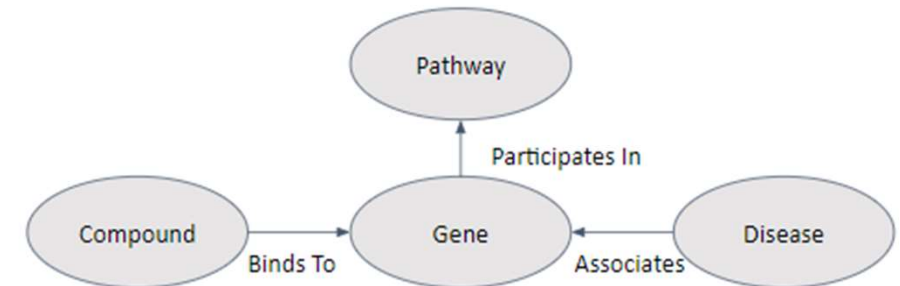 Pathway
Participates In
Compound
Gene
Disease
Binds To
Associates